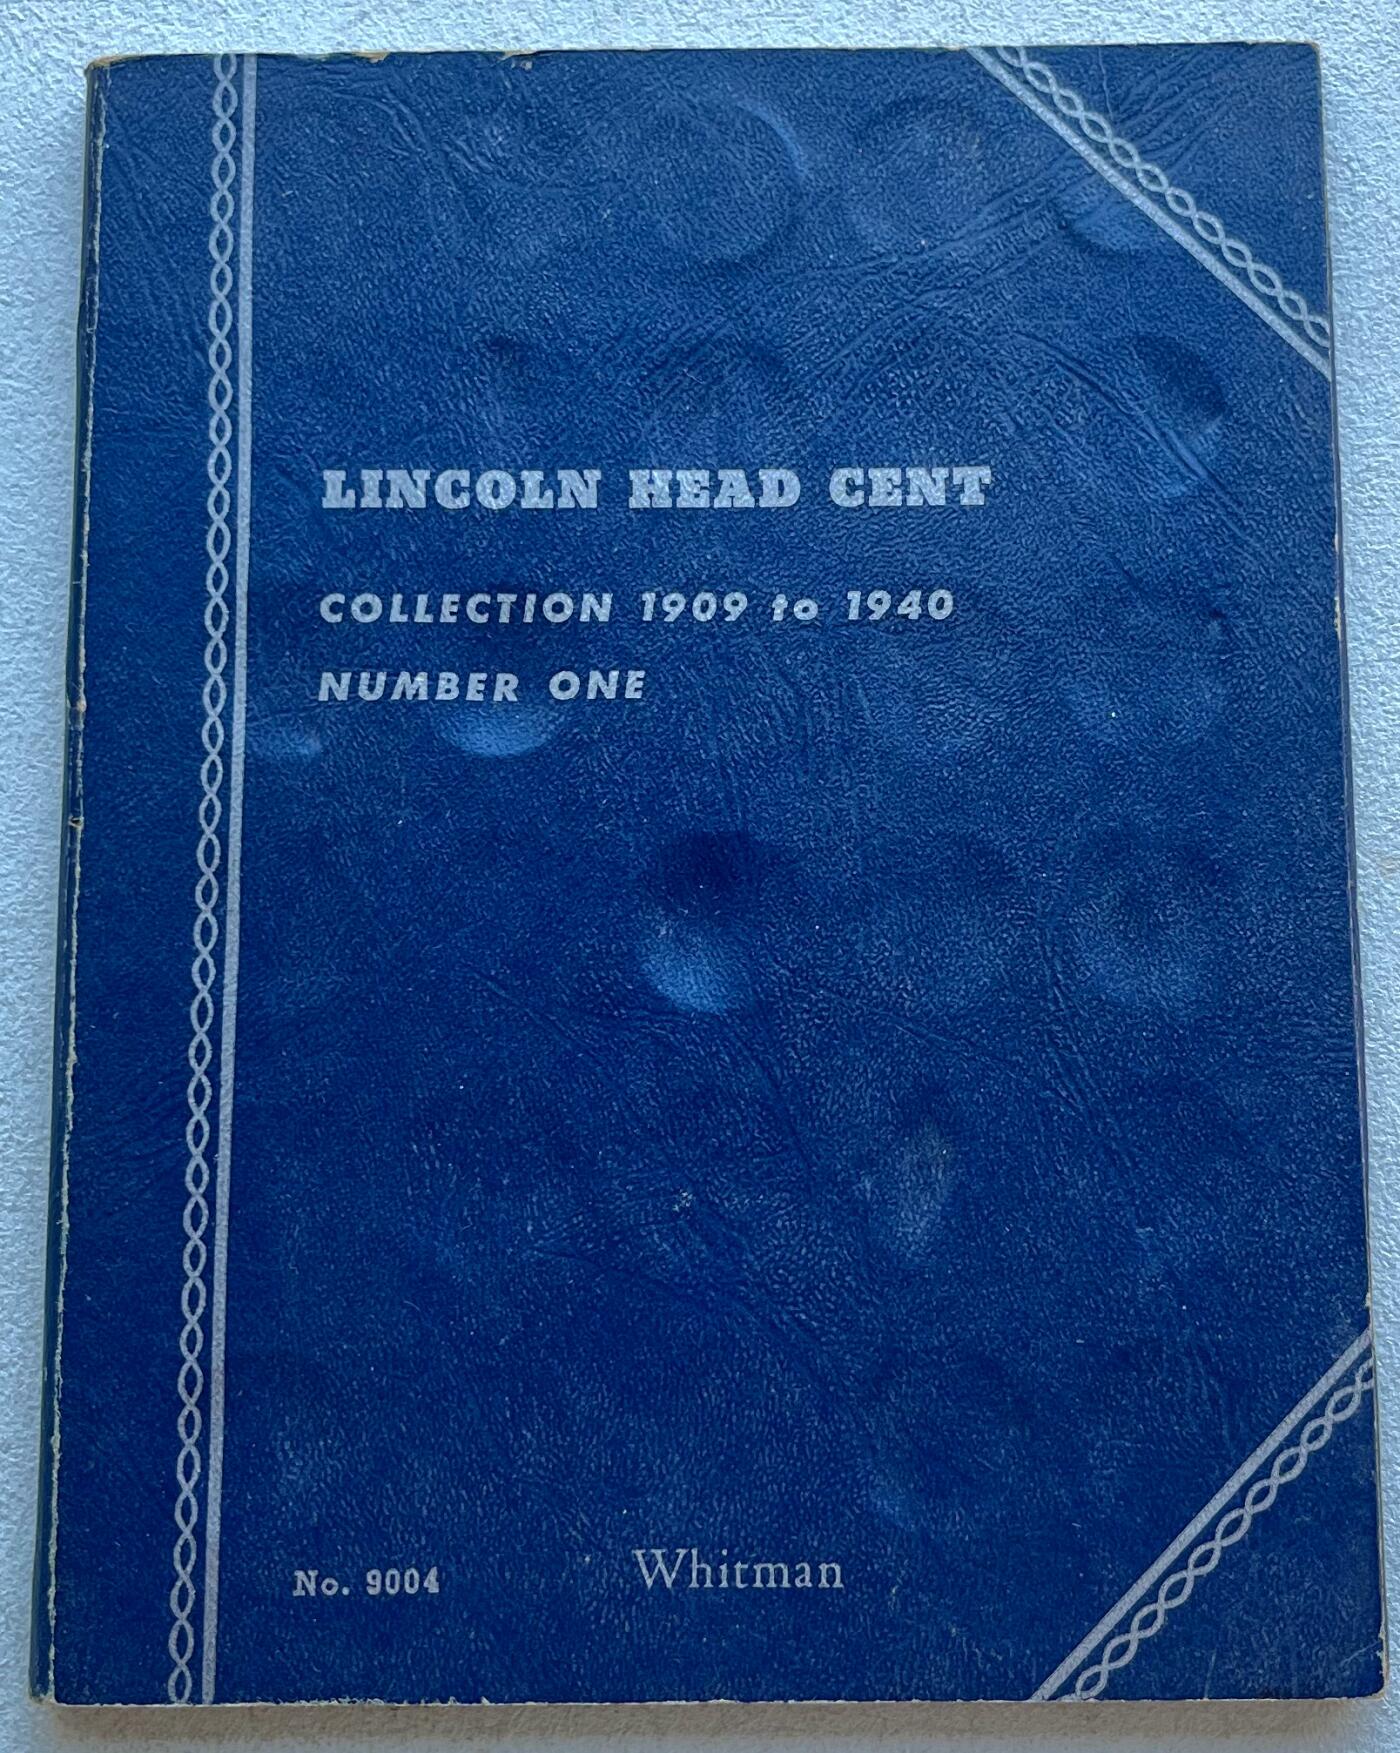 LINCOLN HEAD CENT
COLLECTION 1909 to 1940
NUMBER ONE
No. 9004
Whitman